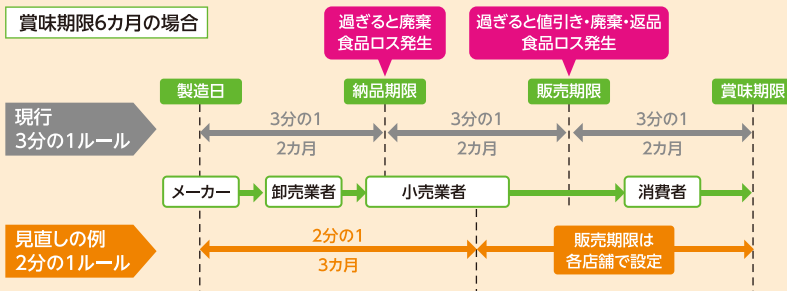 賞味期限6カ月の場合
過ぎると廃棄
食品ロス発生
過ぎると値引き・廃棄・返品
食品ロス発生
製造日
納品期限
販売期限
賞味期限
現行
3分の1ルール
3分の1
2カ月
3分の1
2カ月
3分の1
2カ月
メーカー
卸売業者
小売業者
消費者
見直しの例
2分の1ルール
2分の1
3カ月
販売期限は
各店舗で設定